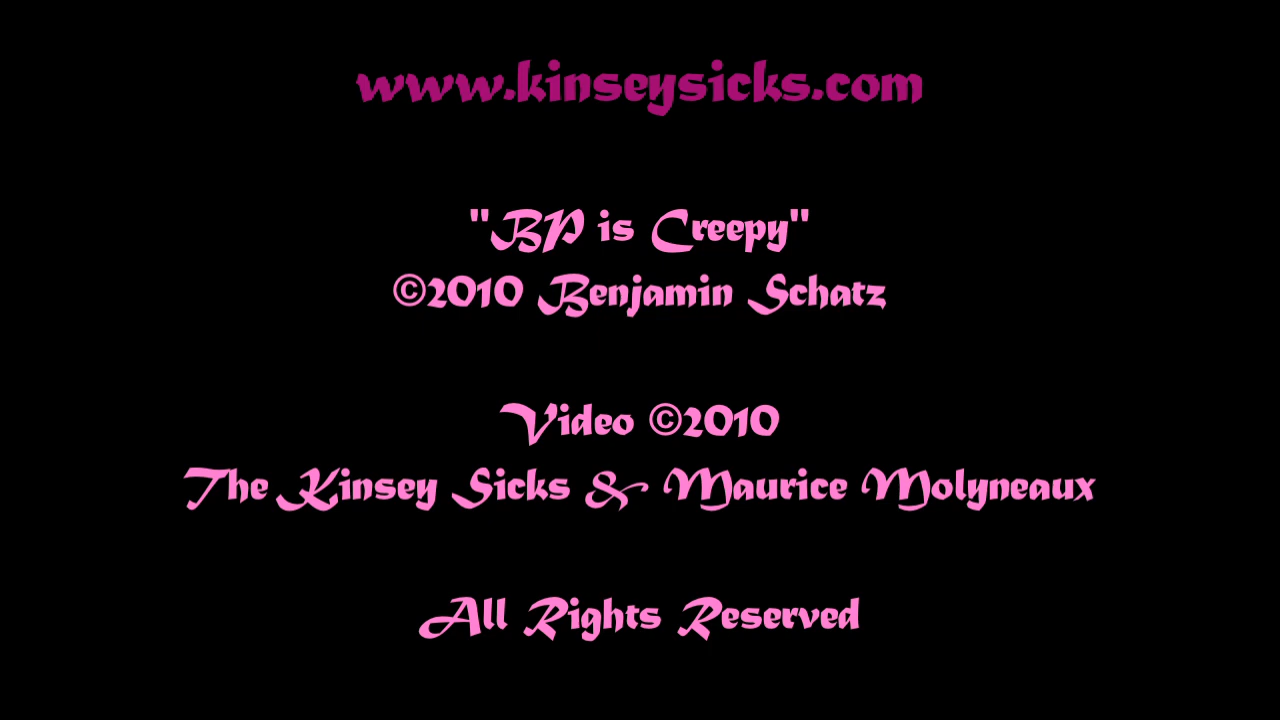 www.kinseysicks.com
"BP is Creepy"
©2010 Benjamin Schatz
Video ©2010
The Kinsey Sicks & Maurice Molyneaux
All Rights Reserved